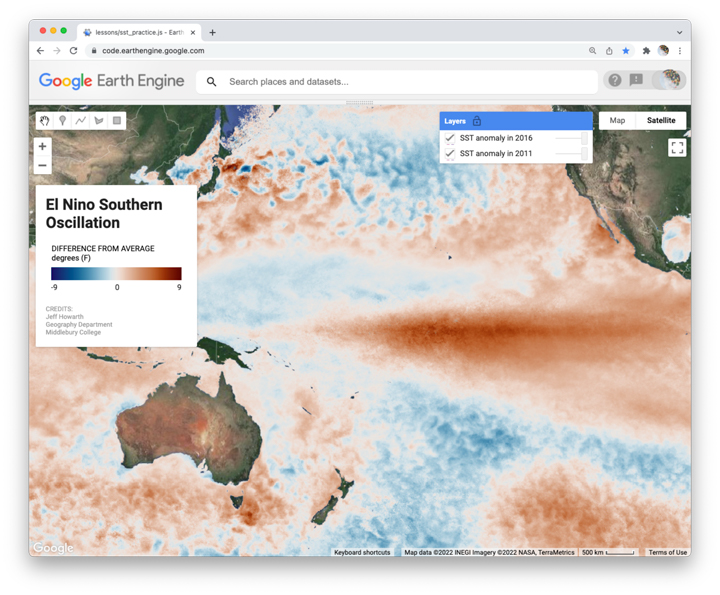 lessons/sst_practice.js - Earth
code.earthengine.google.com
Google Earth Engine
Search places and datasets...
Layers
SST anomaly in 2016
SST anomaly in 2011
Map
Satellite
El Nino Southern
Oscillation
DIFFERENCE FROM AVERAGE
degrees (F)
-9 0 9
CREDITS:
Jeff Howarth
Geography Department
Middlebury College
Google
Keyboard shortcuts
Map data ©2022 INEGI Imagery ©2022 NASA, TerraMetrics
500 km
Terms of Use